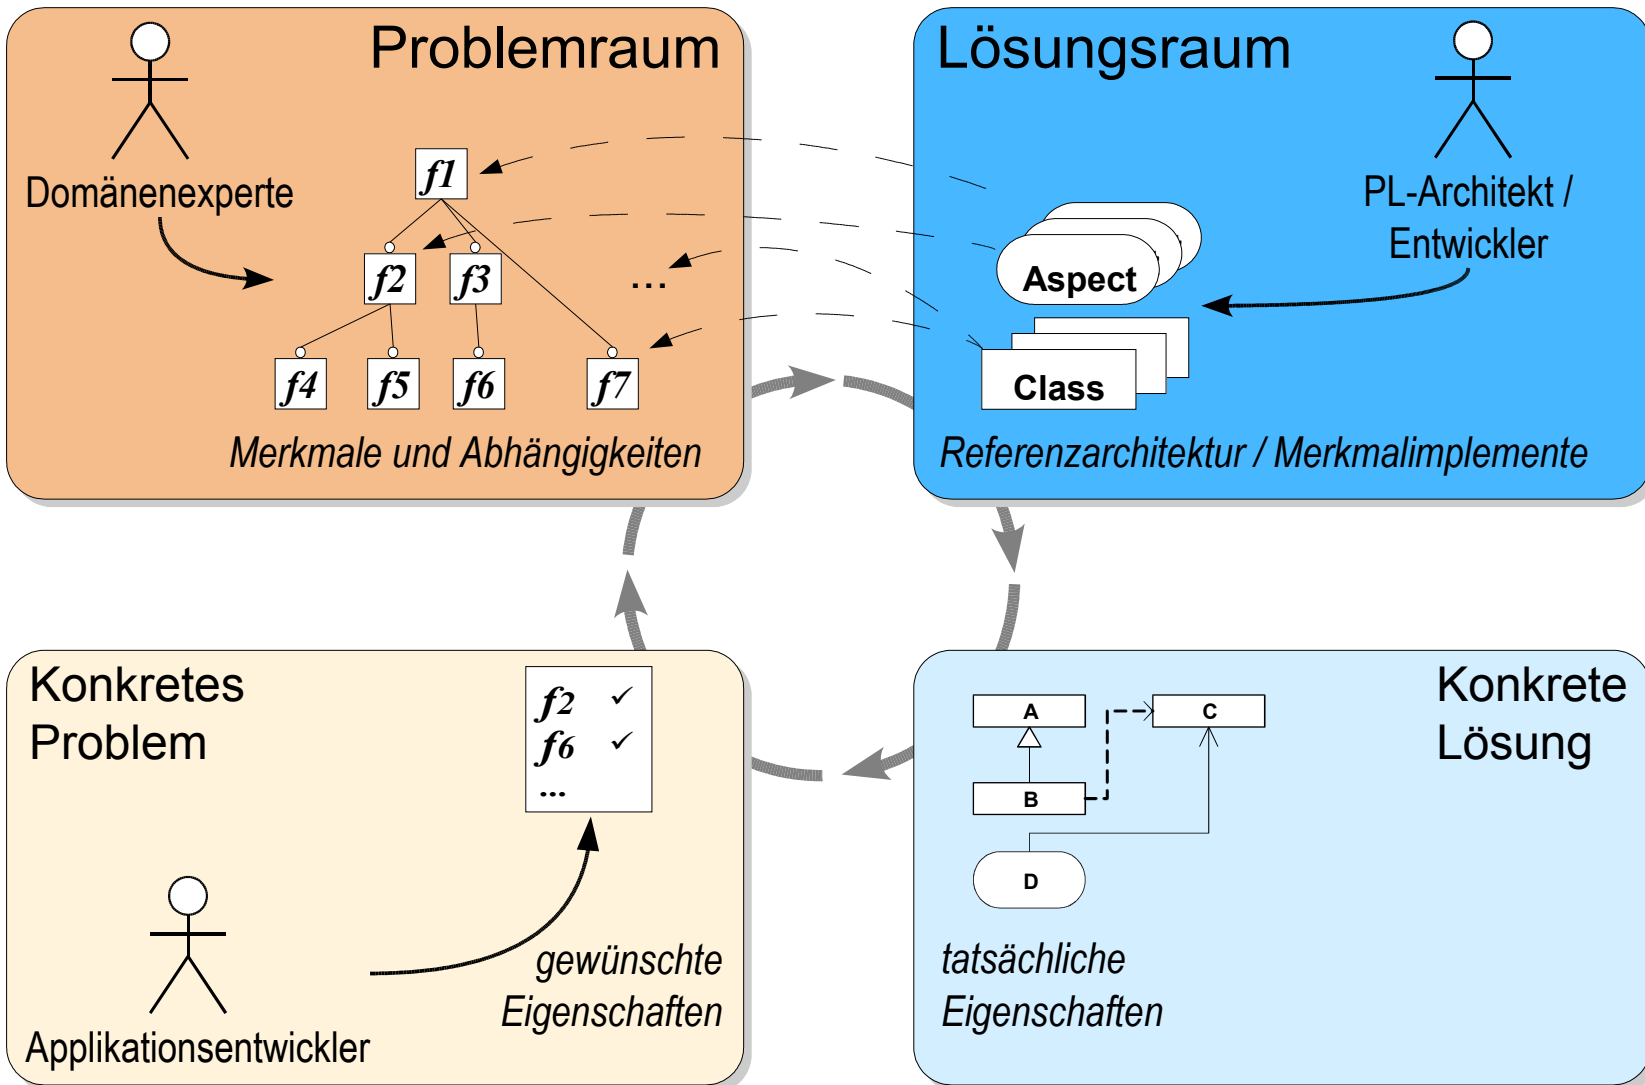 Problemraum
Domänenexperte
f1
f2 f3 ...
f4 f5 f6 f7
Merkmale und Abhängigkeiten
Lösungsraum
PL-Architekt /
Entwickler
Aspect
Class
Referenzarchitektur / Merkmalimplemente
Konkretes
Problem
f2 ✓
f6 ✓
...
gewünschte
Eigenschaften
Applikationsentwickler
Konkrete
Lösung
A C
B
D
tatsächliche
Eigenschaften